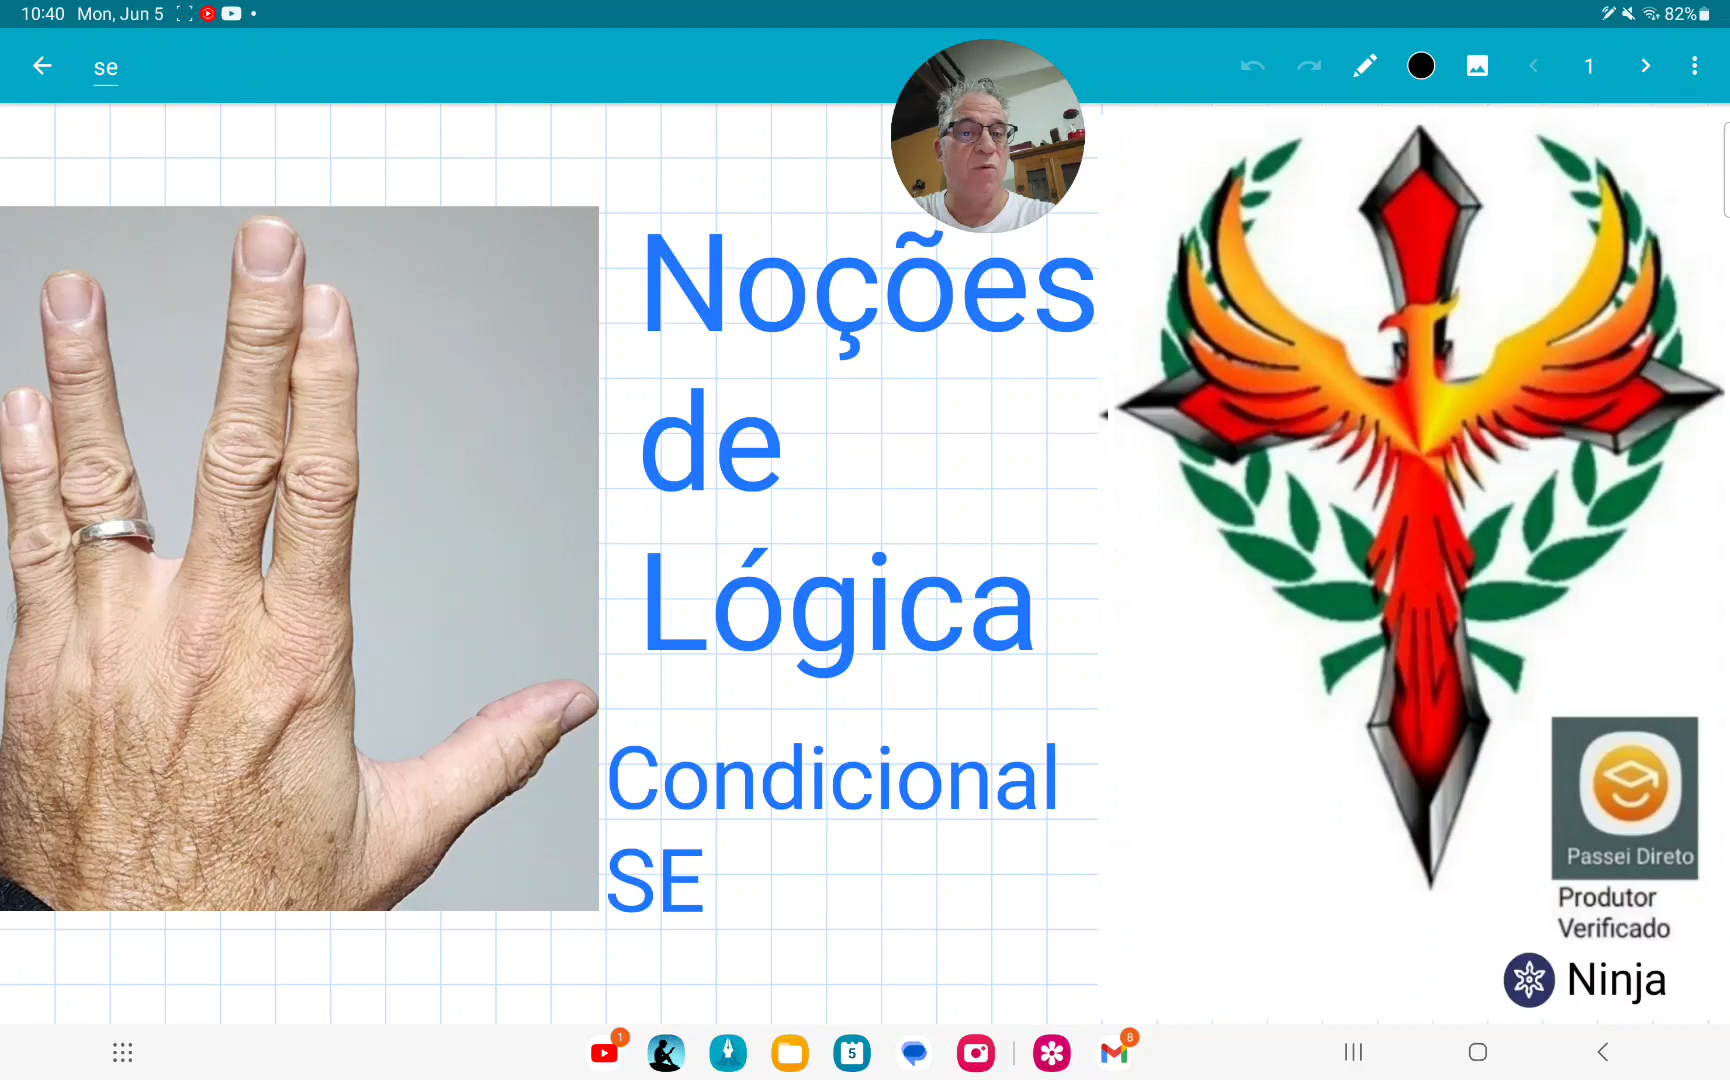 10:40 Mon, Jun 5
82%
se
1
Noções
de
Lógica
Condicional
SE
Passei Direto
Produtor
Verificado
Ninja
1
5
8